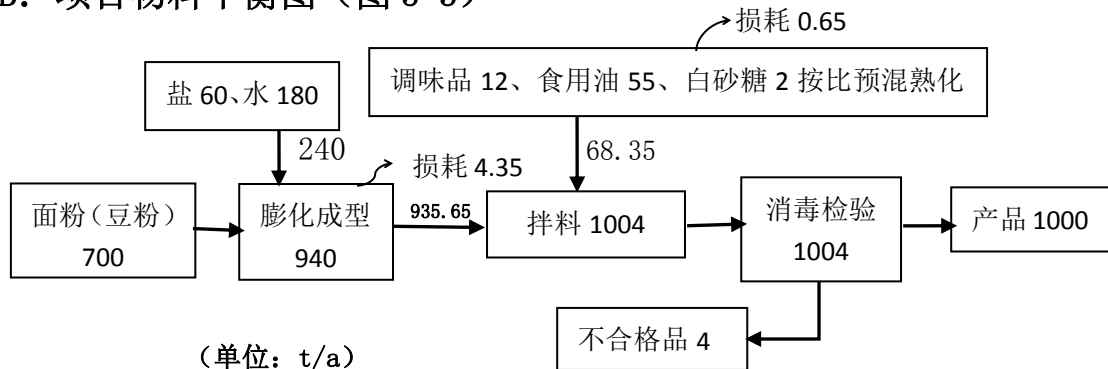 损耗 0.65
盐 60、水 180
调味品 12、食用油 55、白砂糖 2 按比预混熟化
240
68.35
损耗 4.35
面粉（豆粉）
700
膨化成型
940
935.65
拌料 1004
消毒检验
1004
产品 1000
不合格品 4
（单位：t/a）